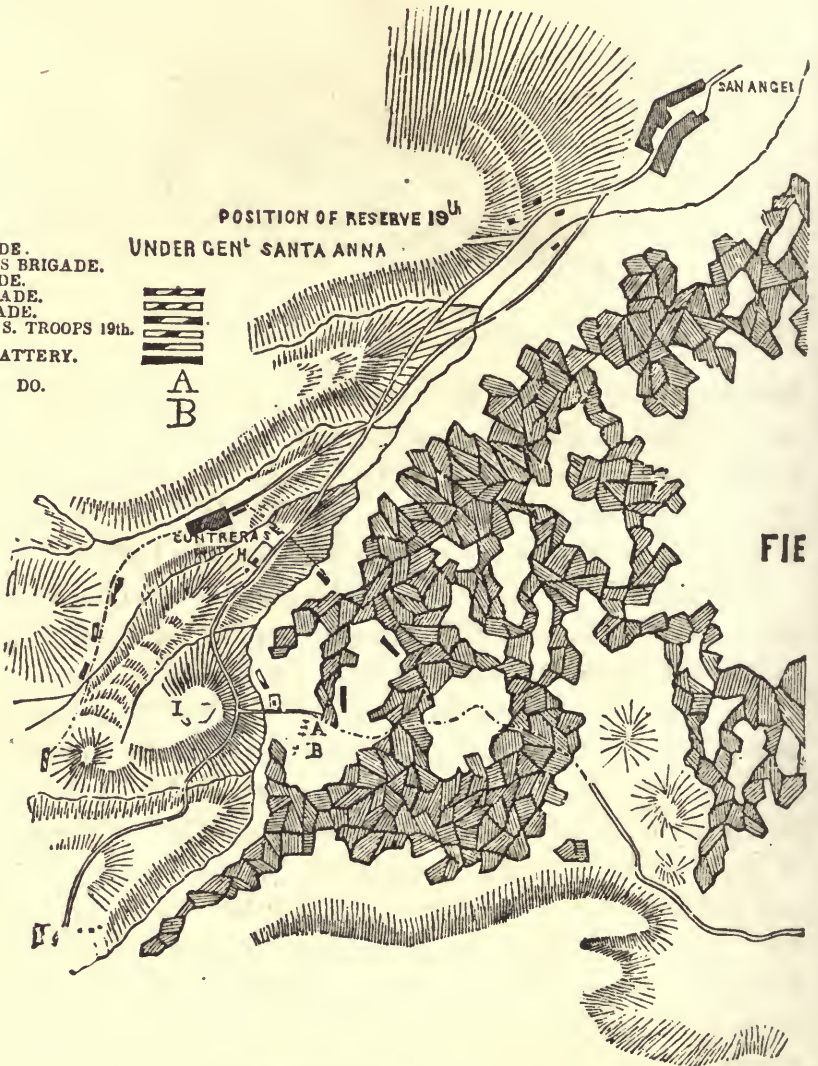 SAN ANGEL
POSITION OF RESERVE 19th
UNDER GENL SANTA ANNA
DE.
S BRIGADE.
DE.
ADE.
ADE.
S. TROOPS 19th.
ATTERY.
DO.
A
B
CONTRERAS
H
FIE
I
A
B